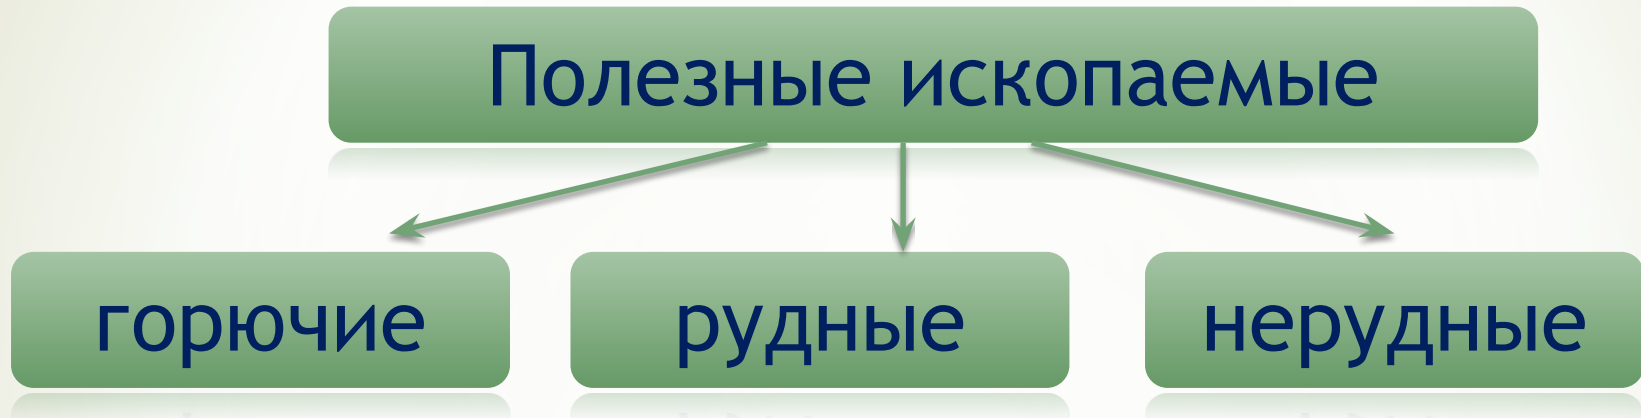 Полезные ископаемые
горючие
рудные
нерудные